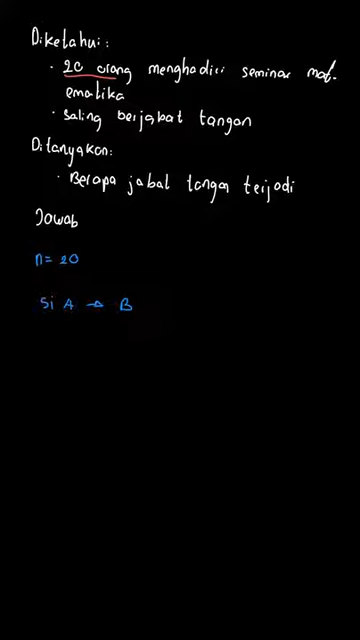 Diketahui:
· 20 orang menghadiri seminar mat-
ematika
· Saling berjabat tangan
Ditanyakan:
· Berapa jabat tangan terjadi
Jawab
n = 20
Si A → B